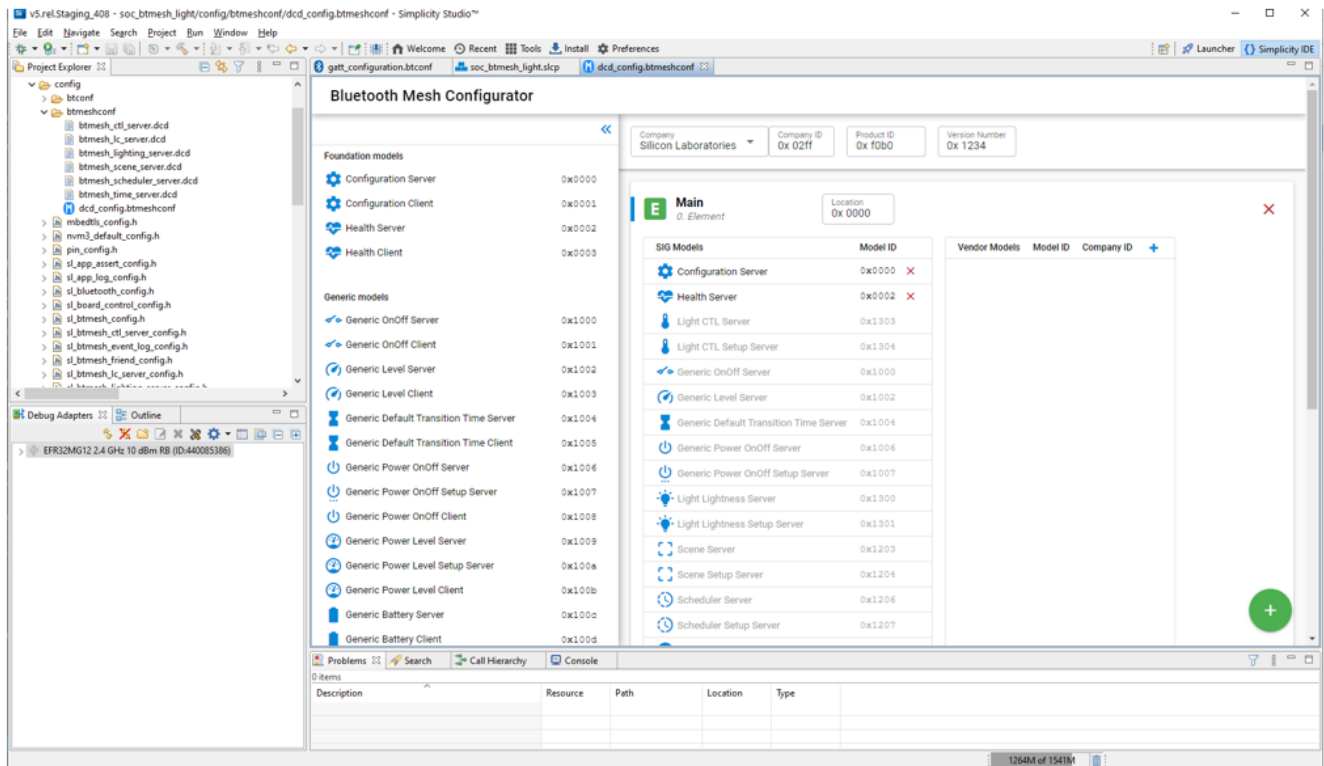 v5.rel.Staging_408 - soc_btmesh_light/config/btmeshconf/dcd_config.btmeshconf - Simplicity Studio™
File Edit Navigate Search Project Run Window Help
Welcome Recent Tools Install Preferences
Launcher Simplicity IDE
Project Explorer
config
btconf
btmeshconf
btmesh_ctl_server.dcd
btmesh_lc_server.dcd
btmesh_lighting_server.dcd
btmesh_scene_server.dcd
btmesh_scheduler_server.dcd
btmesh_time_server.dcd
dcd_config.btmeshconf
mbedtls_config.h
nvm3_default_config.h
pin_config.h
sl_app_assert_config.h
sl_app_log_config.h
sl_bluetooth_config.h
sl_board_control_config.h
sl_btmesh_config.h
sl_btmesh_ctl_server_config.h
sl_btmesh_event_log_config.h
sl_btmesh_friend_config.h
sl_btmesh_lc_server_config.h
Debug Adapters Outline
EFR32MG12 2.4 GHz 10 dBm RB (ID:440085386)
gatt_configuration.btconf soc_btmesh_light.slcp dcd_config.btmeshconf
Bluetooth Mesh Configurator
Foundation models
Configuration Server 0x0000
Configuration Client 0x0001
Health Server 0x0002
Health Client 0x0003
Generic models
Generic OnOff Server 0x1000
Generic OnOff Client 0x1001
Generic Level Server 0x1002
Generic Level Client 0x1003
Generic Default Transition Time Server 0x1004
Generic Default Transition Time Client 0x1005
Generic Power OnOff Server 0x1006
Generic Power OnOff Setup Server 0x1007
Generic Power OnOff Client 0x1008
Generic Power Level Server 0x1009
Generic Power Level Setup Server 0x100a
Generic Power Level Client 0x100b
Generic Battery Server 0x100c
Generic Battery Client 0x100d
Company Company ID Product ID Version Number
Silicon Laboratories 0x 02ff 0x f0b0 0x 1234
E Main
0. Element
Location
0x 0000
SIG Models Model ID
Configuration Server 0x0000
Health Server 0x0002
Light CTL Server 0x1303
Light CTL Setup Server 0x1304
Generic OnOff Server 0x1000
Generic Level Server 0x1002
Generic Default Transition Time Server 0x1004
Generic Power OnOff Server 0x1006
Generic Power OnOff Setup Server 0x1007
Light Lightness Server 0x1300
Light Lightness Setup Server 0x1301
Scene Server 0x1203
Scene Setup Server 0x1204
Scheduler Server 0x1206
Scheduler Setup Server 0x1207
Vendor Models Model ID Company ID +
Problems Search Call Hierarchy Console
0 items
Description Resource Path Location Type
1264M of 1541M